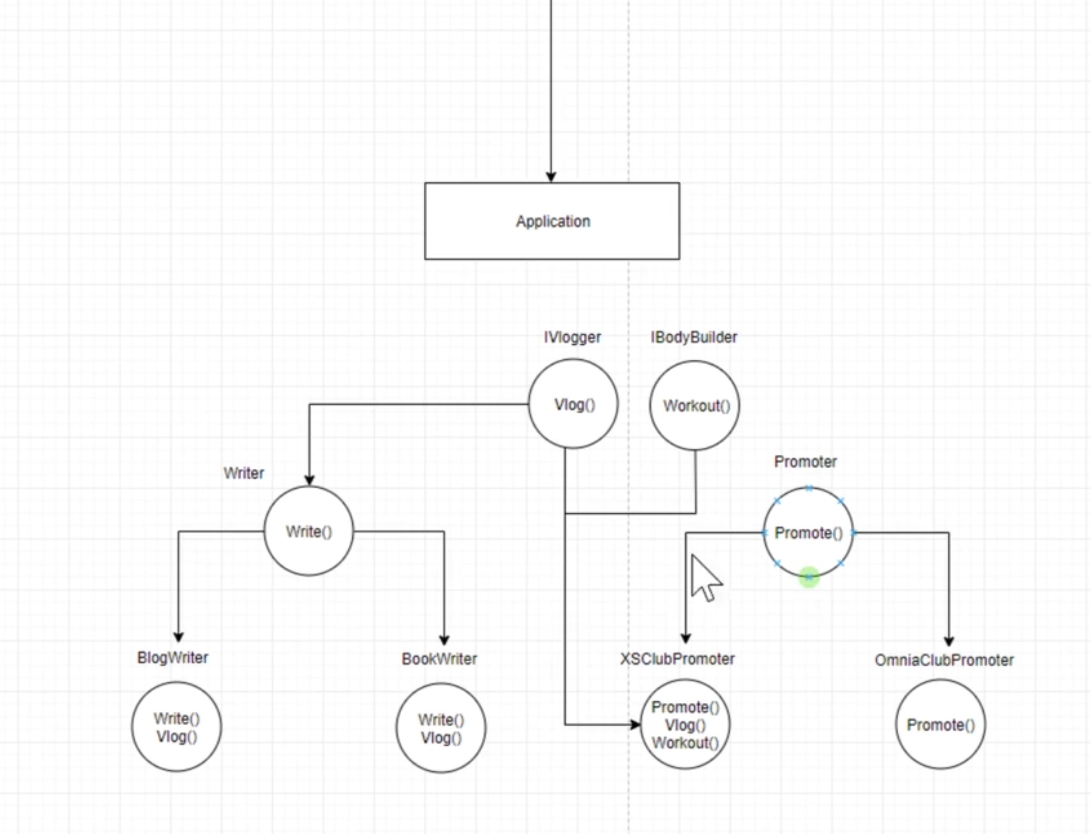 Application
IVlogger
IBodyBuilder
Vlog()
Workout()
Promoter
Writer
Write()
Promote()
BlogWriter
BookWriter
XSClubPromoter
OmniaClubPromoter
Write()
Vlog()
Write()
Vlog()
Promote()
Vlog()
Workout()
Promote()